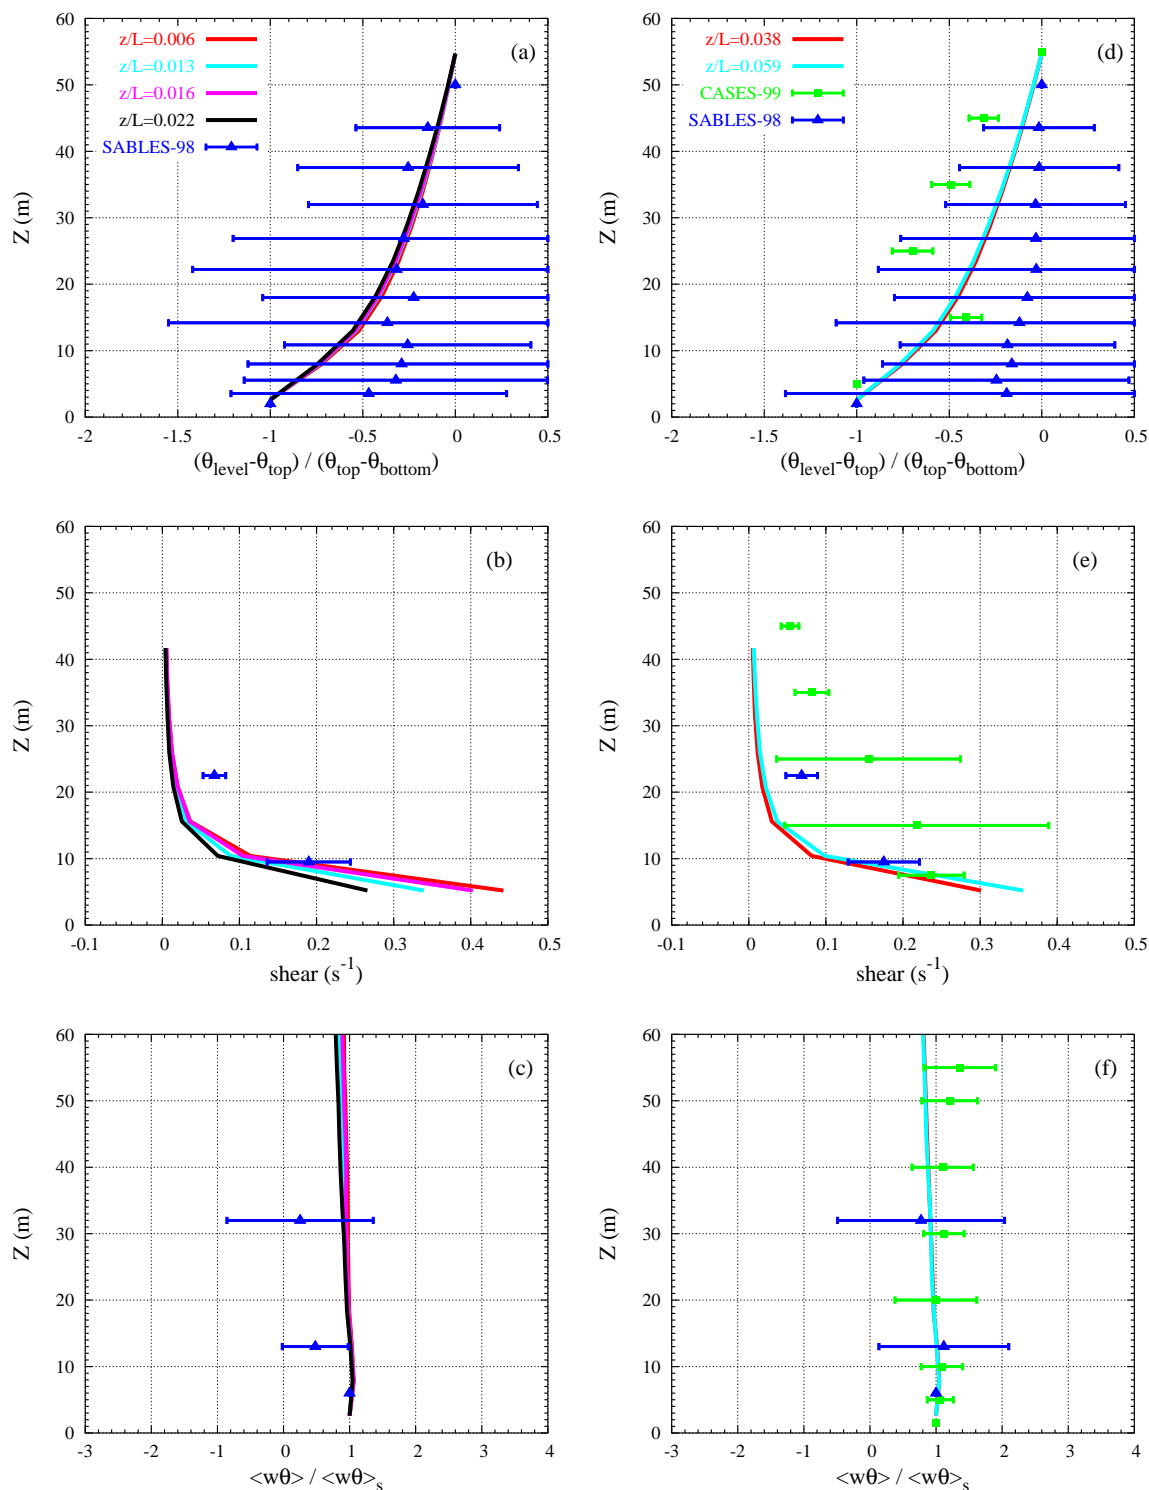 60
50
40
30
20
10
0
Z (m)
z/L=0.006
z/L=0.013
z/L=0.016
z/L=0.022
SABLES-98
(a)
-2 -1.5 -1 -0.5 0 0.5
(θlevel-θtop) / (θtop-θbottom)
60
50
40
30
20
10
0
Z (m)
z/L=0.038
z/L=0.059
CASES-99
SABLES-98
(d)
-2 -1.5 -1 -0.5 0 0.5
(θlevel-θtop) / (θtop-θbottom)
60
50
40
30
20
10
0
Z (m)
(b)
-0.1 0 0.1 0.2 0.3 0.4 0.5
shear (s-1)
60
50
40
30
20
10
0
Z (m)
(e)
-0.1 0 0.1 0.2 0.3 0.4 0.5
shear (s-1)
60
50
40
30
20
10
0
Z (m)
(c)
-3 -2 -1 0 1 2 3 4
<wθ> / <wθ>s
60
50
40
30
20
10
0
Z (m)
(f)
-3 -2 -1 0 1 2 3 4
<wθ> / <wθ>s